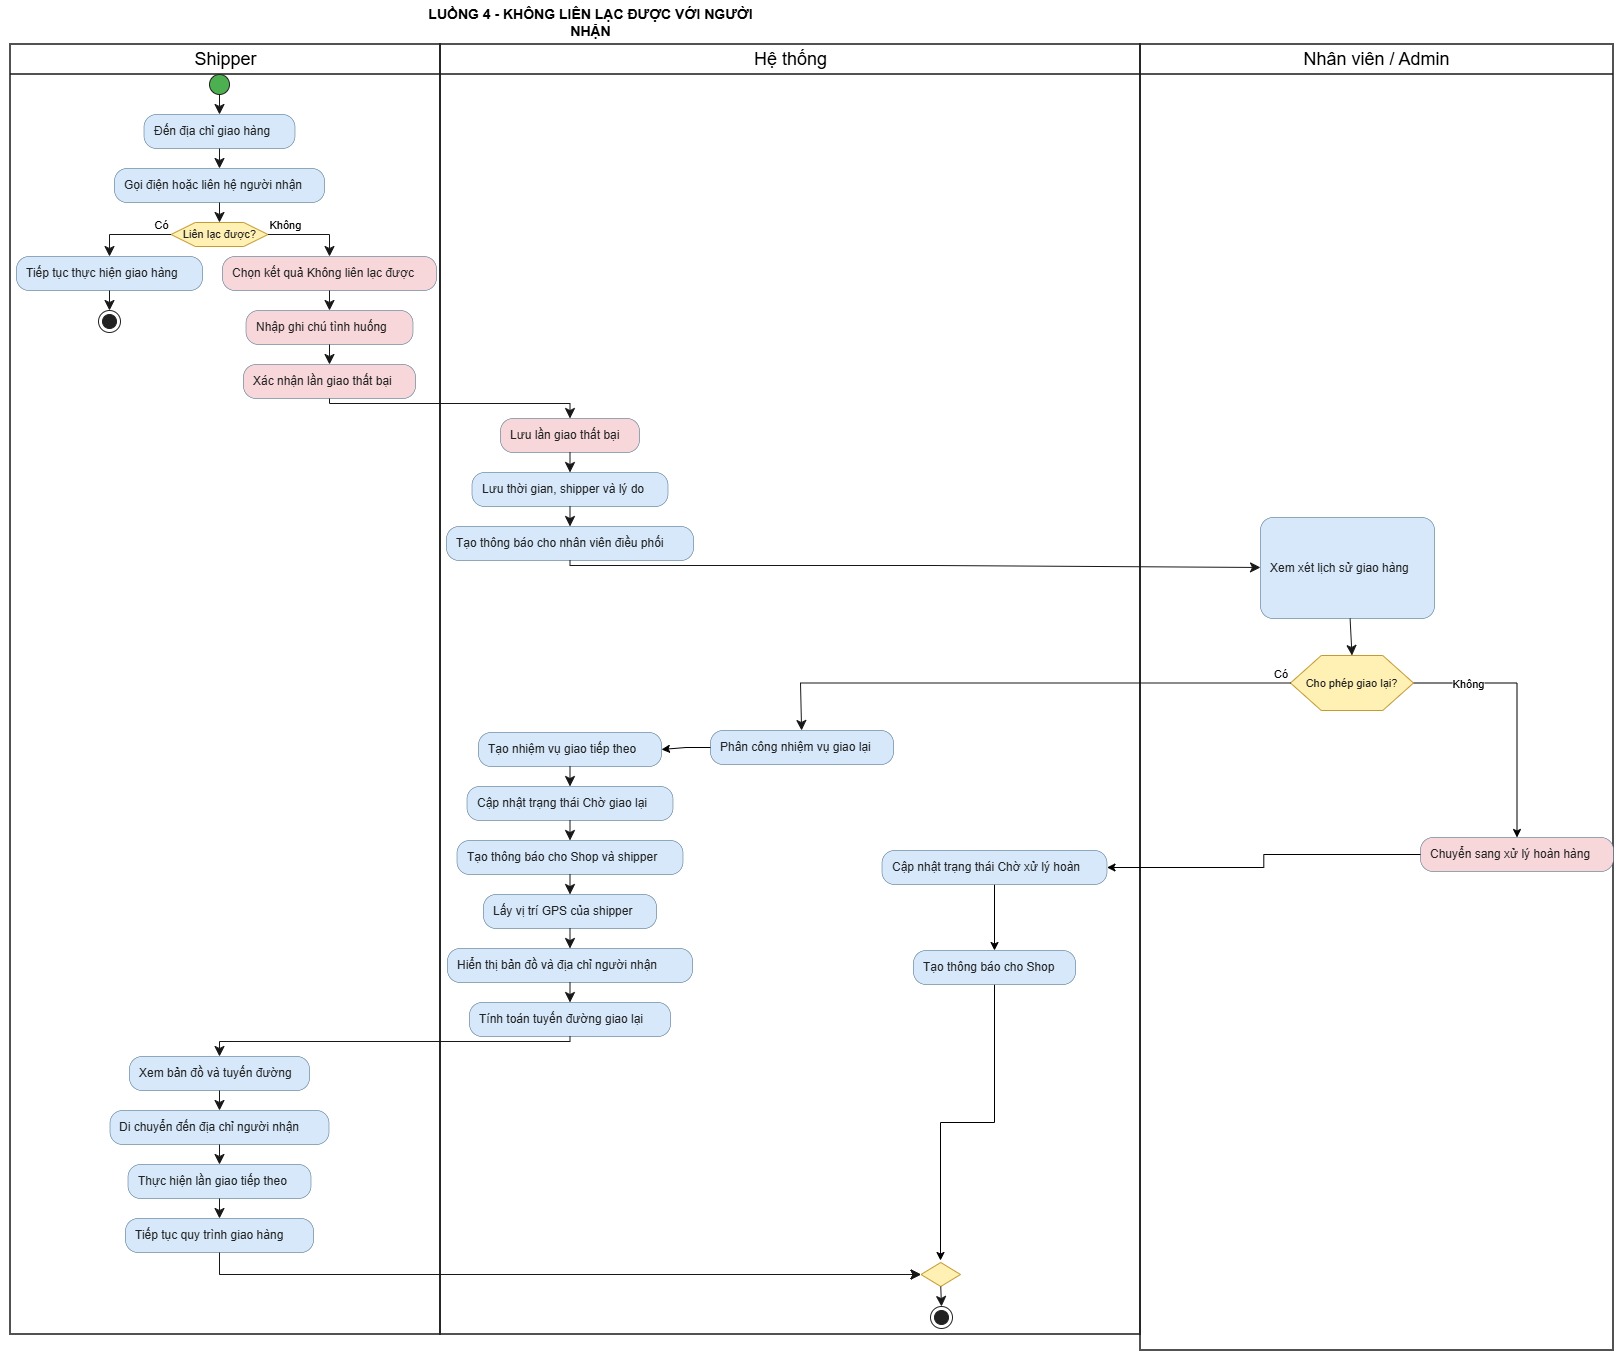 LUỒNG 4 - KHÔNG LIÊN LẠC ĐƯỢC VỚI NGƯỜI
NHẬN
Shipper
Hệ thống
Nhân viên / Admin
Đến địa chỉ giao hàng
Gọi điện hoặc liên hệ người nhận
Có
Liên lạc được?
Không
Tiếp tục thực hiện giao hàng
Chọn kết quả Không liên lạc được
Nhập ghi chú tình huống
Xác nhận lần giao thất bại
Lưu lần giao thất bại
Lưu thời gian, shipper và lý do
Tạo thông báo cho nhân viên điều phối
Xem xét lịch sử giao hàng
Có
Cho phép giao lại?
Không
Tạo nhiệm vụ giao tiếp theo
Phân công nhiệm vụ giao lại
Cập nhật trạng thái Chờ giao lại
Tạo thông báo cho Shop và shipper
Cập nhật trạng thái Chờ xử lý hoàn
Chuyển sang xử lý hoàn hàng
Lấy vị trí GPS của shipper
Hiển thị bản đồ và địa chỉ người nhận
Tạo thông báo cho Shop
Tính toán tuyến đường giao lại
Xem bản đồ và tuyến đường
Di chuyển đến địa chỉ người nhận
Thực hiện lần giao tiếp theo
Tiếp tục quy trình giao hàng